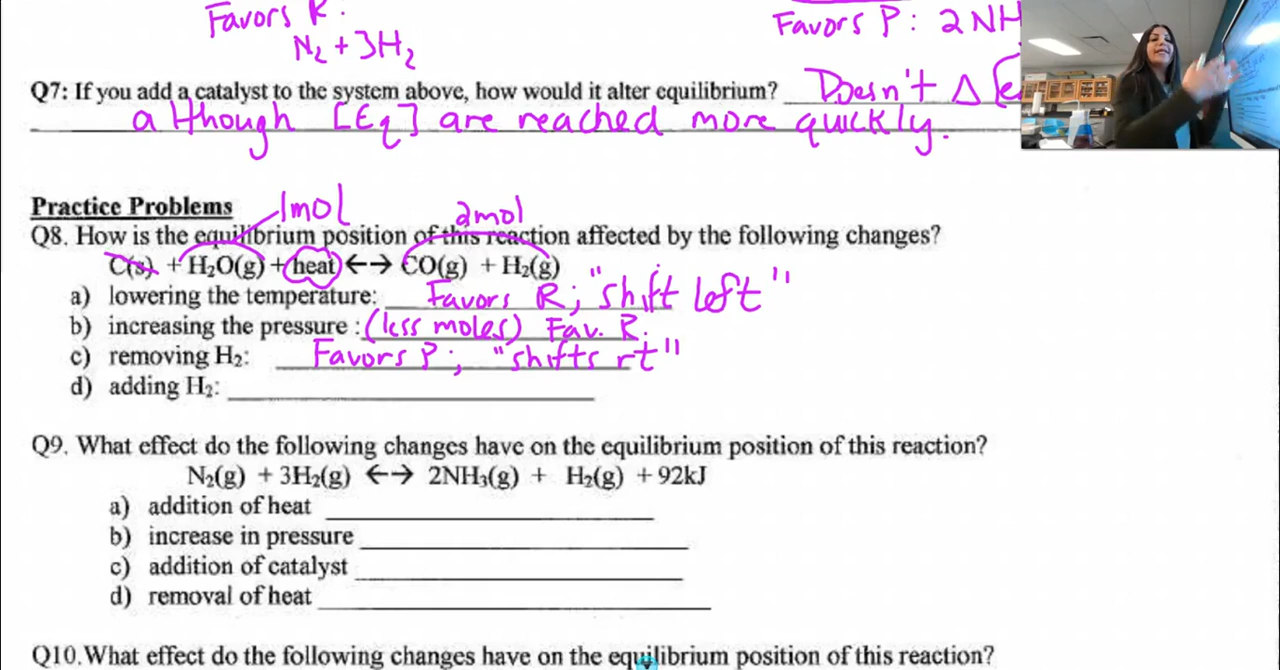 Favors R:
N₂ + 3H₂
Favors P: 2NH
Q7: If you add a catalyst to the system above, how would it alter equilibrium? Doesn't Δ
although [Eq] are reached more quickly.
Practice Problems
1mol
2mol
Q8. How is the equilibrium position of this reaction affected by the following changes?
C(s) + H₂O(g) + heat ←→ CO(g) + H₂(g)
a) lowering the temperature: Favors R; "shift left"
b) increasing the pressure : (less moles) Fav. R.
c) removing H₂: Favors P; "shifts rt"
d) adding H₂:
Q9. What effect do the following changes have on the equilibrium position of this reaction?
N₂(g) + 3H₂(g) ←→ 2NH₃(g) + H₂(g) + 92kJ
a) addition of heat
b) increase in pressure
c) addition of catalyst
d) removal of heat
Q10. What effect do the following changes have on the equilibrium position of this reaction?